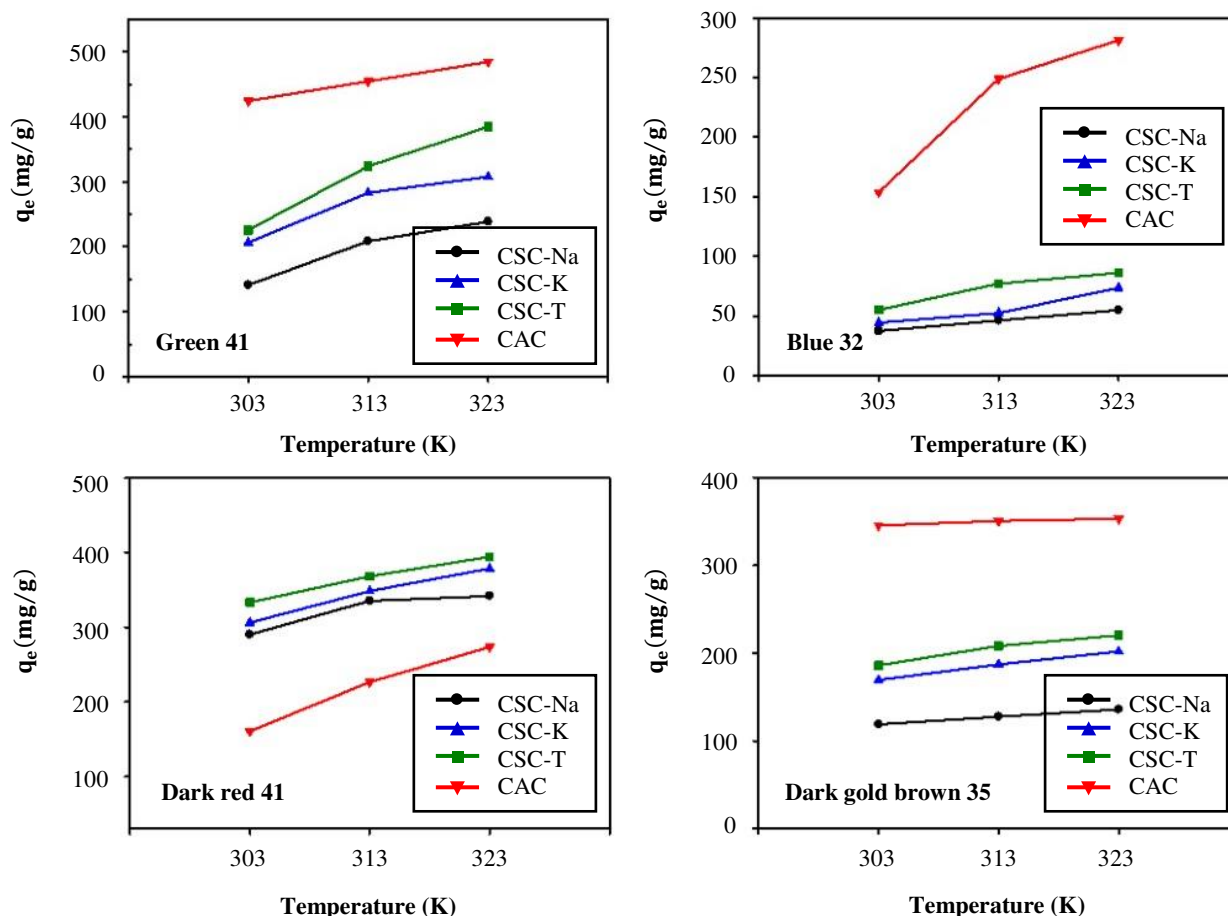 500
400
300
200
100
0
qe (mg/g)
CSC-Na
CSC-K
CSC-T
CAC
Green 41
303 313 323
Temperature (K)
300
250
200
150
100
50
0
qe (mg/g)
CSC-Na
CSC-K
CSC-T
CAC
Blue 32
303 313 323
Temperature (K)
500
400
300
200
100
qe (mg/g)
CSC-Na
CSC-K
CSC-T
CAC
Dark red 41
303 313 323
Temperature (K)
400
300
200
100
0
qe (mg/g)
CSC-Na
CSC-K
CSC-T
CAC
Dark gold brown 35
303 313 323
Temperature (K)